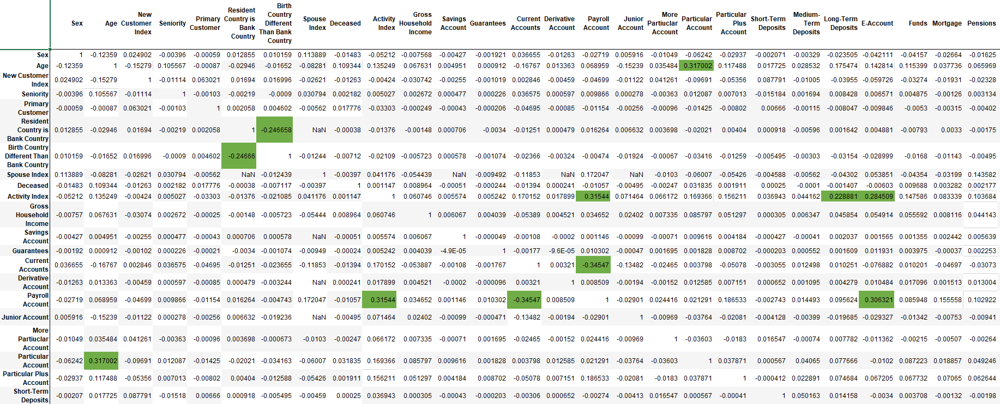 Sex Age New Customer Index Seniority Primary Customer Resident Country is Bank Country Birth Country Different Than Bank Country Spouse Index Deceased Activity Index Gross Household Income Savings Account Guarantees Current Accounts Derivative Account Payroll Account Junior Account More Partiuclar Account Particular Account Particular Plus Account Short-Term Deposits Medium-Term Deposits Long-Term Deposits E-Account Funds Mortgage Pensions
Sex 1 -0.12359 0.024902 -0.00396 -0.00059 0.012855 0.010159 0.113889 -0.01483 -0.05212 -0.007568 -0.00427 -0.001921 0.036655 -0.01263 -0.02719 0.005916 -0.01049 -0.06242 -0.02937 -0.002071 -0.00329 -0.023505 -0.042111 -0.04157 -0.02664 -0.01625
Age -0.12359 1 -0.15279 0.105567 -0.00087 -0.02946 -0.01652 -0.08281 0.109344 0.135249 0.067631 0.004951 0.000912 -0.16767 0.013363 0.068959 -0.15239 0.035484 0.317002 0.117488 0.017725 0.028532 0.175474 0.142814 0.115399 0.037736 0.065969
New Customer Index 0.024902 -0.15279 1 -0.01114 0.063021 0.01694 0.016996 -0.02621 -0.01263 -0.00424 -0.030742 -0.00255 -0.001019 0.002846 -0.00459 -0.04699 -0.01122 0.041261 -0.09691 -0.05356 0.087791 -0.01005 -0.03955 -0.059726 -0.03274 -0.01931 -0.02328
Seniority -0.00396 0.105567 -0.01114 1 -0.00103 -0.00219 -0.0009 0.030794 0.002182 0.005027 0.002672 0.000477 0.000226 0.036575 0.000597 0.009866 0.000278 -0.00363 0.012087 0.007013 -0.015184 0.001694 0.008428 0.006571 0.004875 -0.00126 0.003134
Primary Customer -0.00059 -0.00087 0.063021 -0.00103 1 0.002058 0.004602 -0.00562 0.017776 -0.03303 -0.000249 -0.00043 -0.000206 -0.04695 -0.00085 -0.01154 -0.00256 -0.00096 -0.01425 -0.00802 0.00666 -0.00115 -0.008047 -0.009846 -0.0053 -0.00315 -0.00402
Resident Country is Bank Country 0.012855 -0.02946 0.01694 -0.00219 0.002058 1 -0.246658 NaN -0.00038 -0.01376 -0.00148 0.000706 -0.0034 -0.01251 0.000479 0.016264 0.006632 0.003698 -0.02021 0.00404 0.000918 -0.00596 0.001642 0.004881 -0.00793 0.0033 -0.00175
Birth Country Different Than Bank Country 0.010159 -0.01652 0.016996 -0.0009 0.004602 -0.24666 1 -0.01244 -0.00712 -0.02109 -0.005723 0.000578 -0.001074 -0.02366 -0.00324 -0.00474 -0.01924 -0.00067 -0.03416 -0.01259 -0.005495 -0.00303 -0.03154 -0.028999 -0.0168 -0.01143 -0.00495
Spouse Index 0.113889 -0.08281 -0.02621 0.030794 -0.00562 NaN -0.012439 1 -0.00397 0.041176 -0.054439 NaN -0.009492 -0.11853 NaN 0.172047 NaN -0.0103 -0.06007 -0.05426 -0.004588 -0.00562 -0.04302 0.053851 -0.04354 -0.03199 0.143582
Deceased -0.01483 0.109344 -0.01263 0.002182 0.017776 -0.00038 -0.007117 -0.00397 1 0.001147 0.008964 -0.00051 -0.000244 -0.01394 0.000241 -0.01057 -0.00495 -0.00247 0.031835 0.001911 0.00025 -0.0001 -0.001407 -0.00603 0.009688 0.003282 0.002177
Activity Index -0.05212 0.135249 -0.00424 0.005027 -0.03303 -0.01376 -0.021085 0.041176 0.001147 1 0.060746 0.005574 0.005242 0.170152 0.017899 0.31544 0.071464 0.066172 0.169366 0.156211 0.036943 0.044162 0.228881 0.284509 0.147586 0.083339 0.103684
Gross Household Income -0.00757 0.067631 -0.03074 0.002672 -0.00025 -0.00148 -0.005723 -0.05444 0.008964 0.060746 1 0.006067 0.004039 -0.05389 0.004521 0.034652 0.02402 0.007335 0.085797 0.051297 0.000305 0.006347 0.045854 0.054914 0.055592 0.008116 0.044143
Savings Account -0.00427 0.004951 -0.00255 0.000477 -0.00043 0.000706 0.000578 NaN -0.00051 0.005574 0.006067 1 -0.000049 -0.00108 -0.0002 0.001146 -0.00099 -0.00071 0.009616 0.004184 -0.000427 -0.00041 0.002037 0.001565 0.001355 0.002442 0.005639
Guarantees -0.00192 0.000912 -0.00102 0.000226 -0.00021 -0.0034 -0.001074 -0.00949 -0.00024 0.005242 0.004039 -4.9E-05 1 -0.00177 -9.6E-05 0.010302 -0.00047 0.001695 0.001828 0.008702 -0.000203 0.000552 0.001609 0.011931 0.003975 -0.00037 0.002253
Current Accounts 0.036655 -0.16767 0.002846 0.036575 -0.04695 -0.01251 -0.023655 -0.11853 -0.01394 0.170152 -0.053887 -0.00108 -0.001767 1 0.00321 -0.34547 -0.13482 -0.02465 0.003798 -0.05078 -0.003055 0.012498 0.010251 -0.076882 0.010201 -0.04697 -0.03073
Derivative Account -0.01263 0.013363 -0.00459 0.000597 -0.00085 0.000479 -0.003244 NaN 0.000241 0.017899 0.004521 -0.0002 -0.000096 0.00321 1 0.008509 -0.00194 -0.00152 0.012585 0.007151 0.000652 0.001095 0.004279 0.010484 0.017096 0.001513 0.013004
Payroll Account -0.02719 0.068959 -0.04699 0.009866 -0.01154 0.016264 -0.004743 0.172047 -0.01057 0.31544 0.034652 0.001146 0.010302 -0.34547 0.008509 1 -0.02901 0.024416 0.021291 0.186533 -0.002743 0.014493 0.095624 0.306321 0.085948 0.155558 0.102922
Junior Account 0.005916 -0.15239 -0.01122 0.000278 -0.00256 0.006632 -0.019236 NaN -0.00495 0.071464 0.02402 -0.00099 -0.000471 -0.13482 -0.00194 -0.02901 1 -0.00969 -0.03764 -0.02081 -0.004128 -0.00399 -0.019685 -0.029327 -0.01342 -0.00753 -0.00941
More Partiuclar Account -0.01049 0.035484 0.041261 -0.00363 -0.00096 0.003698 -0.000673 -0.0103 -0.00247 0.066172 0.007335 -0.00071 0.001695 -0.02465 -0.00152 0.024416 -0.00969 1 -0.03603 -0.0183 0.016547 -0.00074 0.007782 -0.011362 -0.00215 -0.00507 -0.00264
Particular Account -0.06242 0.317002 -0.09691 0.012087 -0.01425 -0.02021 -0.034163 -0.06007 0.031835 0.169366 0.085797 0.009616 0.001828 0.003798 0.012585 0.021291 -0.03764 -0.03603 1 0.037871 0.000567 0.04065 0.077666 -0.0102 0.087223 0.018857 0.049246
Particular Plus Account -0.02937 0.117488 -0.05356 0.007013 -0.00802 0.00404 -0.012588 -0.05426 0.001911 0.156211 0.051297 0.004184 0.008702 -0.05078 0.007151 0.186533 -0.02081 -0.0183 0.037871 1 -0.000412 0.022891 0.074684 0.067205 0.067732 0.07065 0.062644
Short-Term Deposits -0.00207 0.017725 0.087791 -0.01518 0.00666 0.000918 -0.005495 -0.00459 0.00025 0.036943 0.000305 -0.00043 -0.000203 -0.00306 0.000652 -0.00274 -0.00413 0.016547 0.000567 -0.00041 1 0.050163 0.014158 -0.0034 0.003708 -0.00132 -0.00198